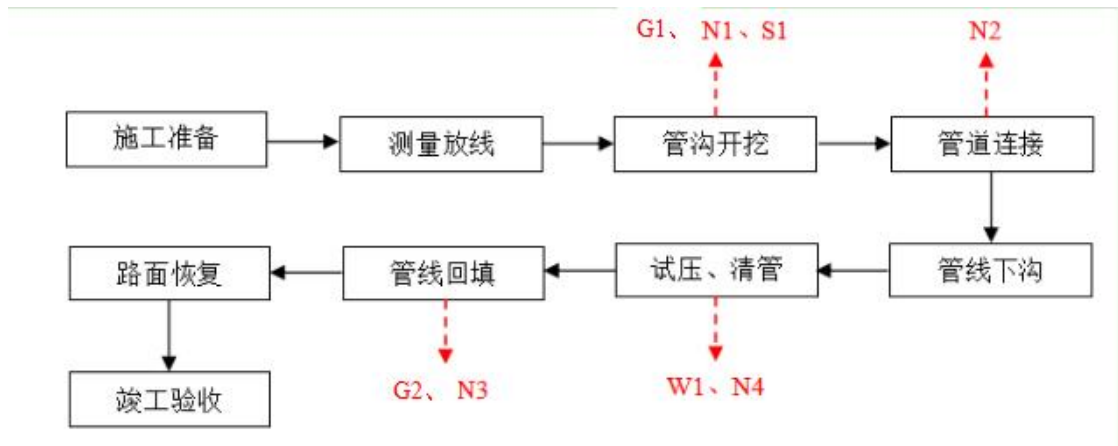 G1、 N1、S1
N2
施工准备
测量放线
管沟开挖
管道连接
路面恢复
管线回填
试压、清管
管线下沟
G2、 N3
W1、N4
竣工验收